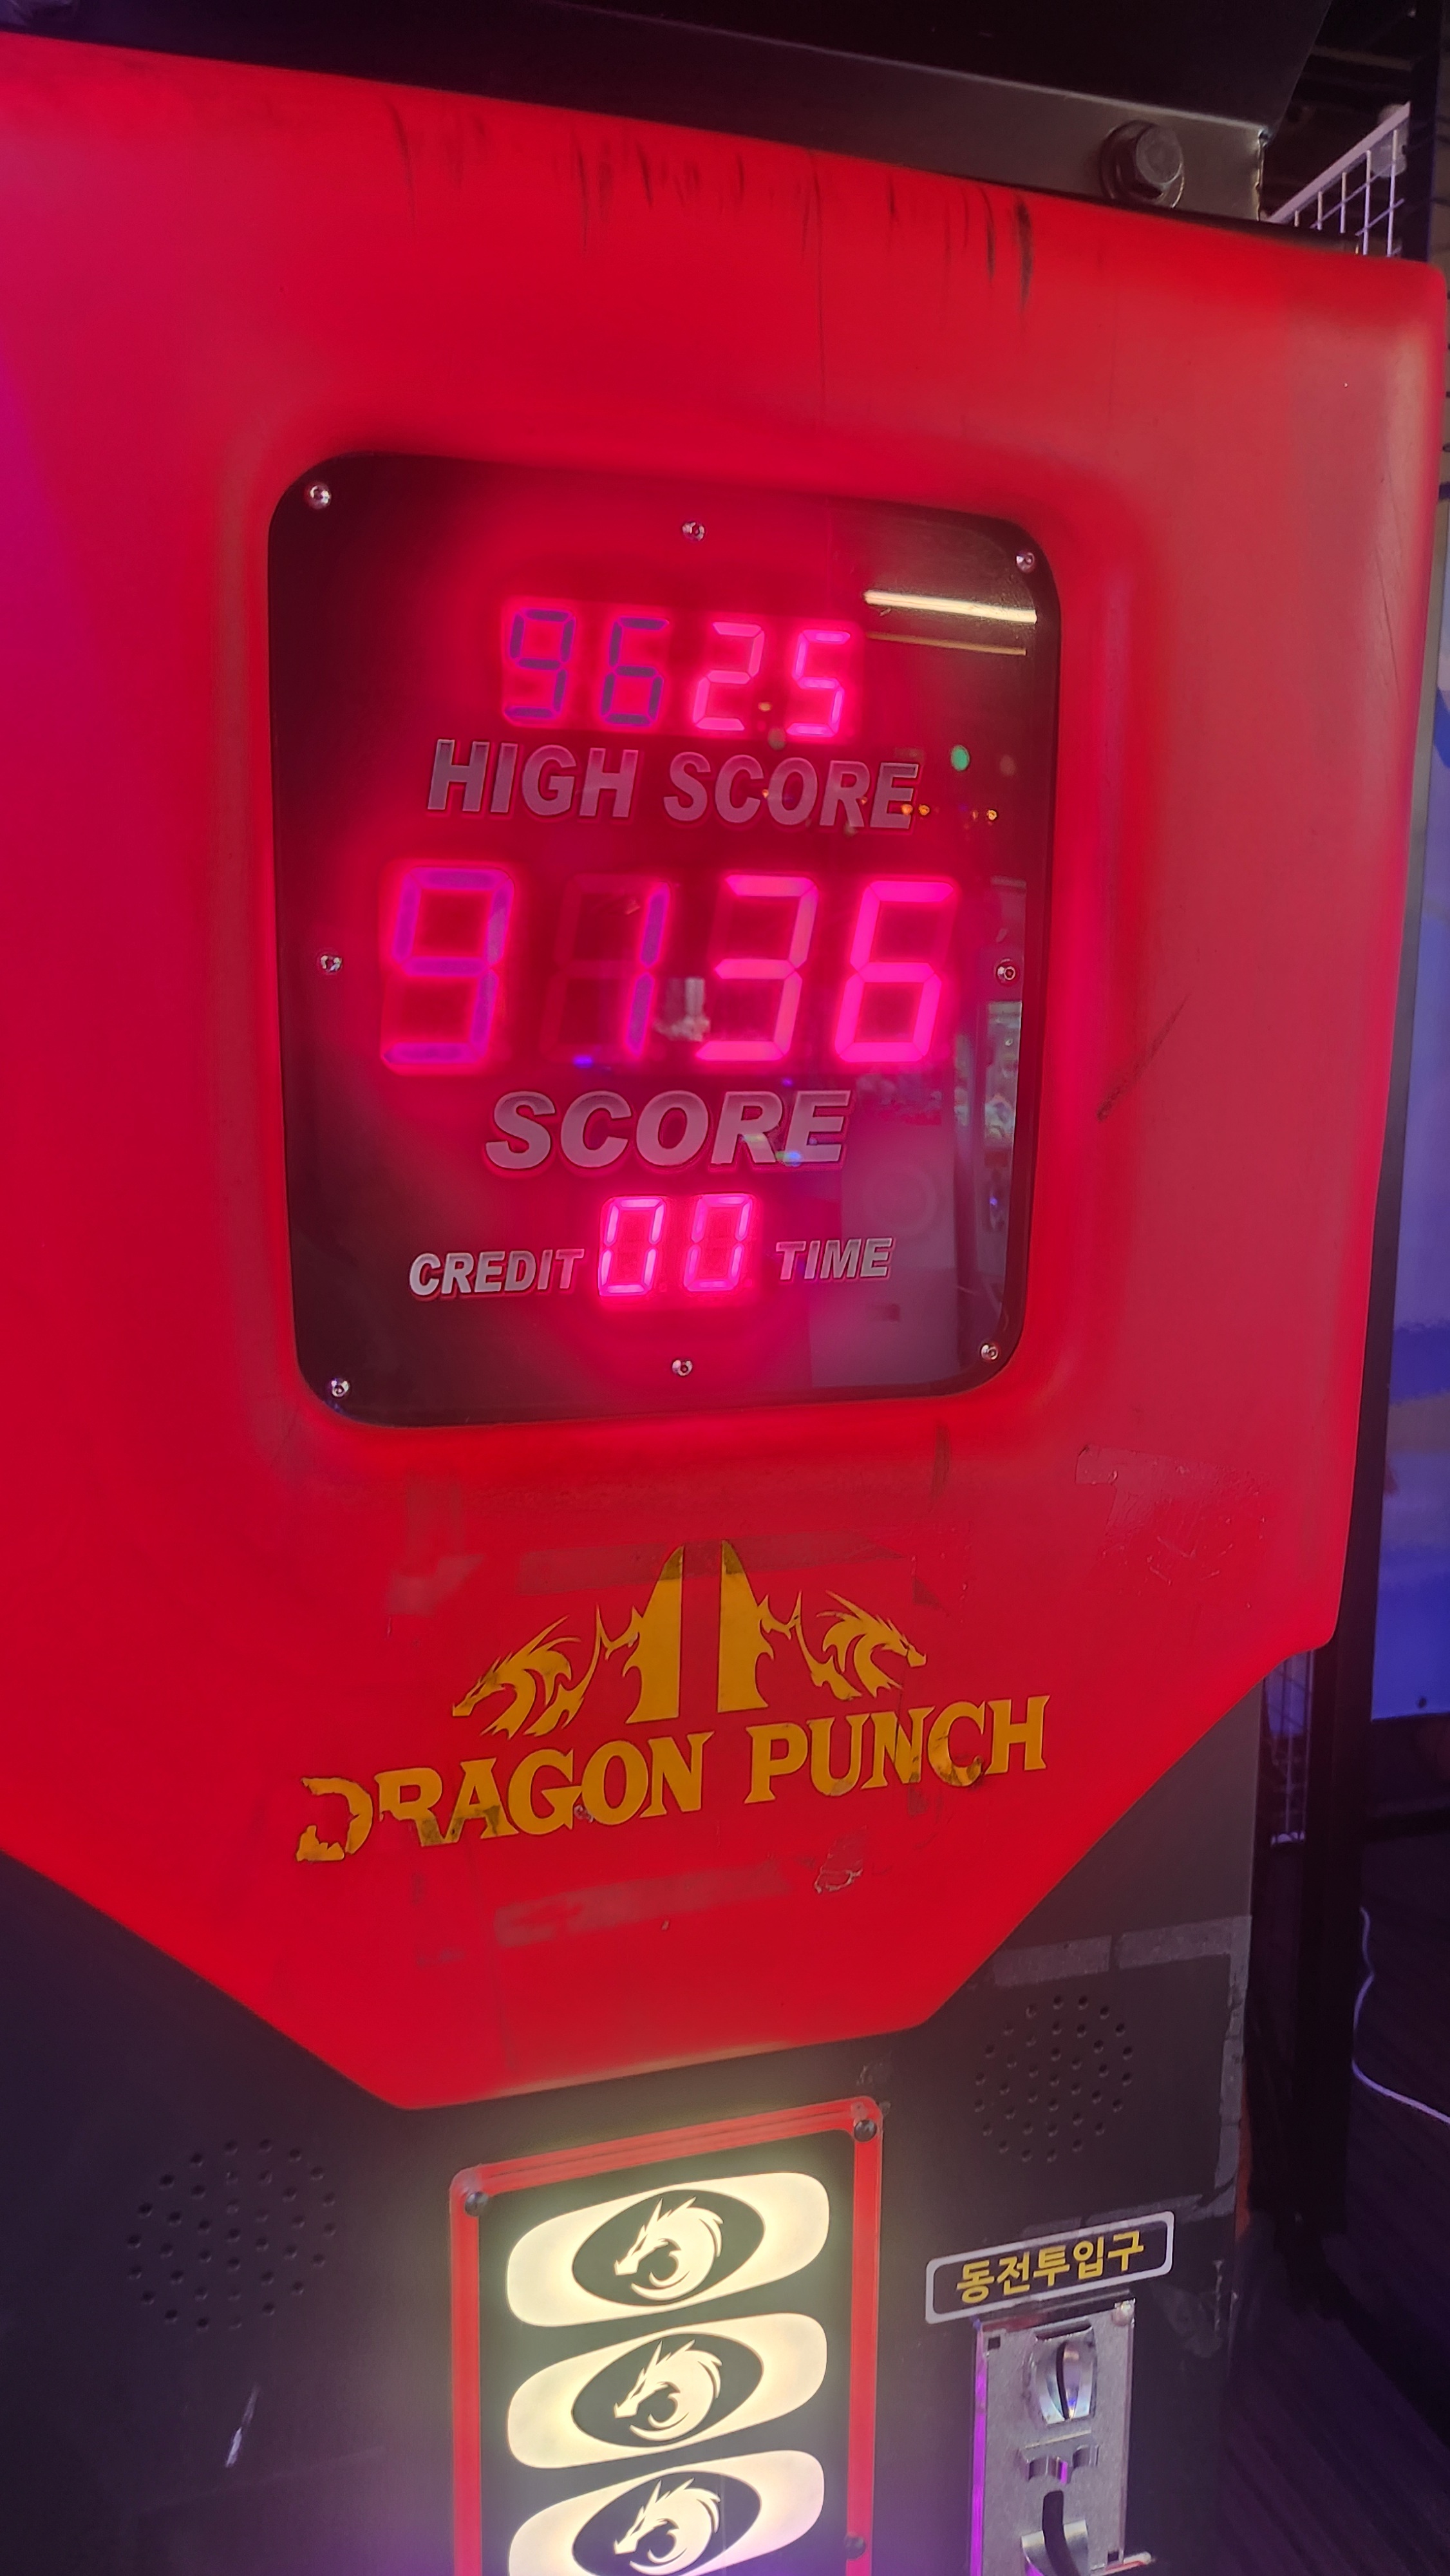 9625
HIGH SCORE
9136
SCORE
CREDIT 00 TIME
DRAGON PUNCH
동전투입구